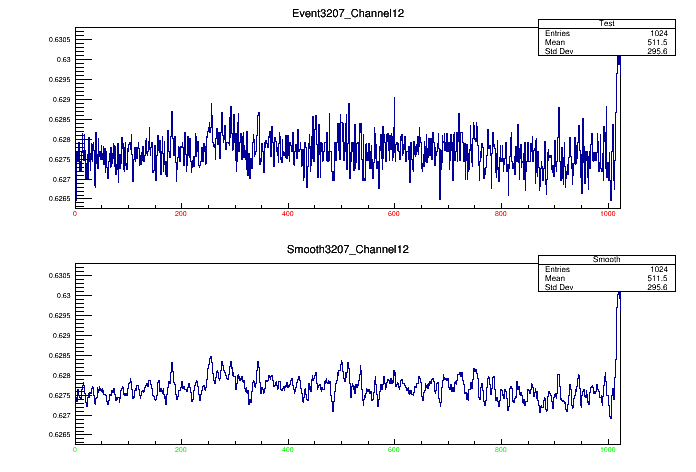 Event3207_Channel12
Test
Entries 1024
Mean 511.5
Std Dev 295.6
0.6305
0.63
0.6295
0.629
0.6285
0.628
0.6275
0.627
0.6265
0 200 400 600 800 1000
Smooth3207_Channel12
Smooth
Entries 1024
Mean 511.5
Std Dev 295.6
0.6305
0.63
0.6295
0.629
0.6285
0.628
0.6275
0.627
0.6265
0 200 400 600 800 1000